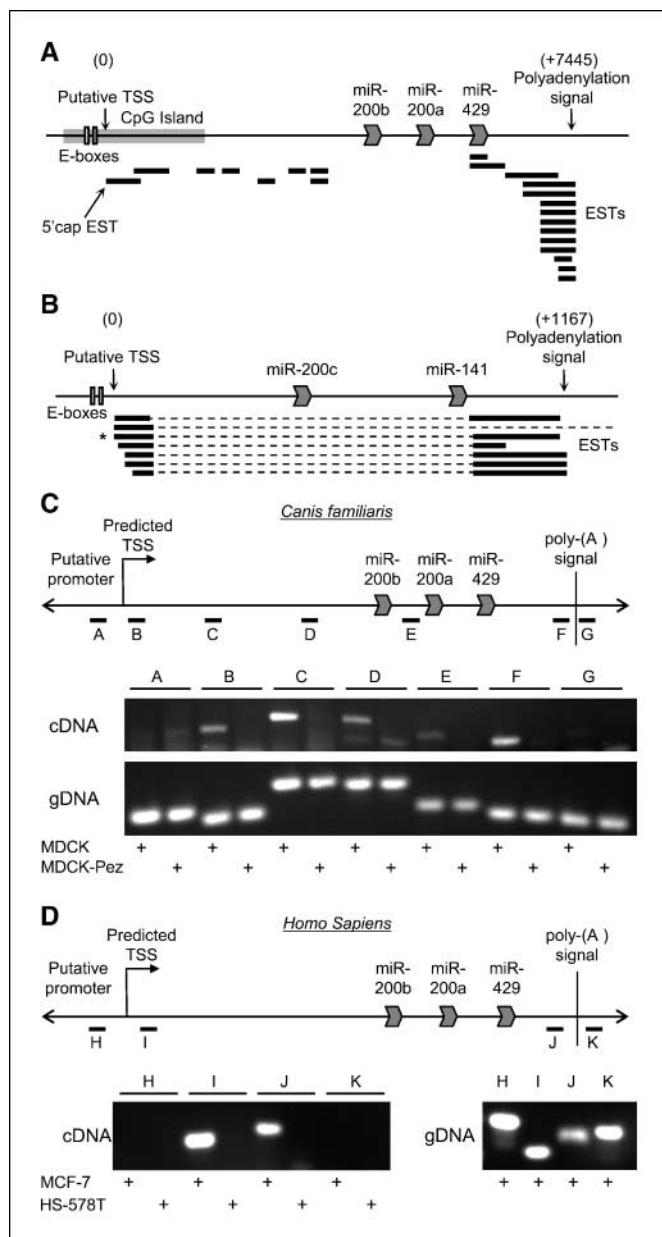 A
(0)
(+7445)
Putative TSS
CpG Island
miR-
200b
miR-
200a
miR-
429
Polyadenylation
signal
E-boxes
5'cap EST
ESTs
B
(0)
(+1167)
Putative TSS
miR-200c
miR-141
Polyadenylation
signal
E-boxes
*
ESTs
C
Canis familiaris
Putative
promoter
Predicted
TSS
miR-
200b
miR-
200a
miR-
429
poly-(A )
signal
A B C D E F G
A B C D E F G
cDNA
gDNA
MDCK + + + + + + +
MDCK-Pez + + + + + + +
D
Homo Sapiens
Putative
promoter
Predicted
TSS
miR-
200b
miR-
200a
miR-
429
poly-(A )
signal
H I J K
H I J K
cDNA
MCF-7 + + + +
HS-578T + + + +
H I J K
gDNA
+ + + +